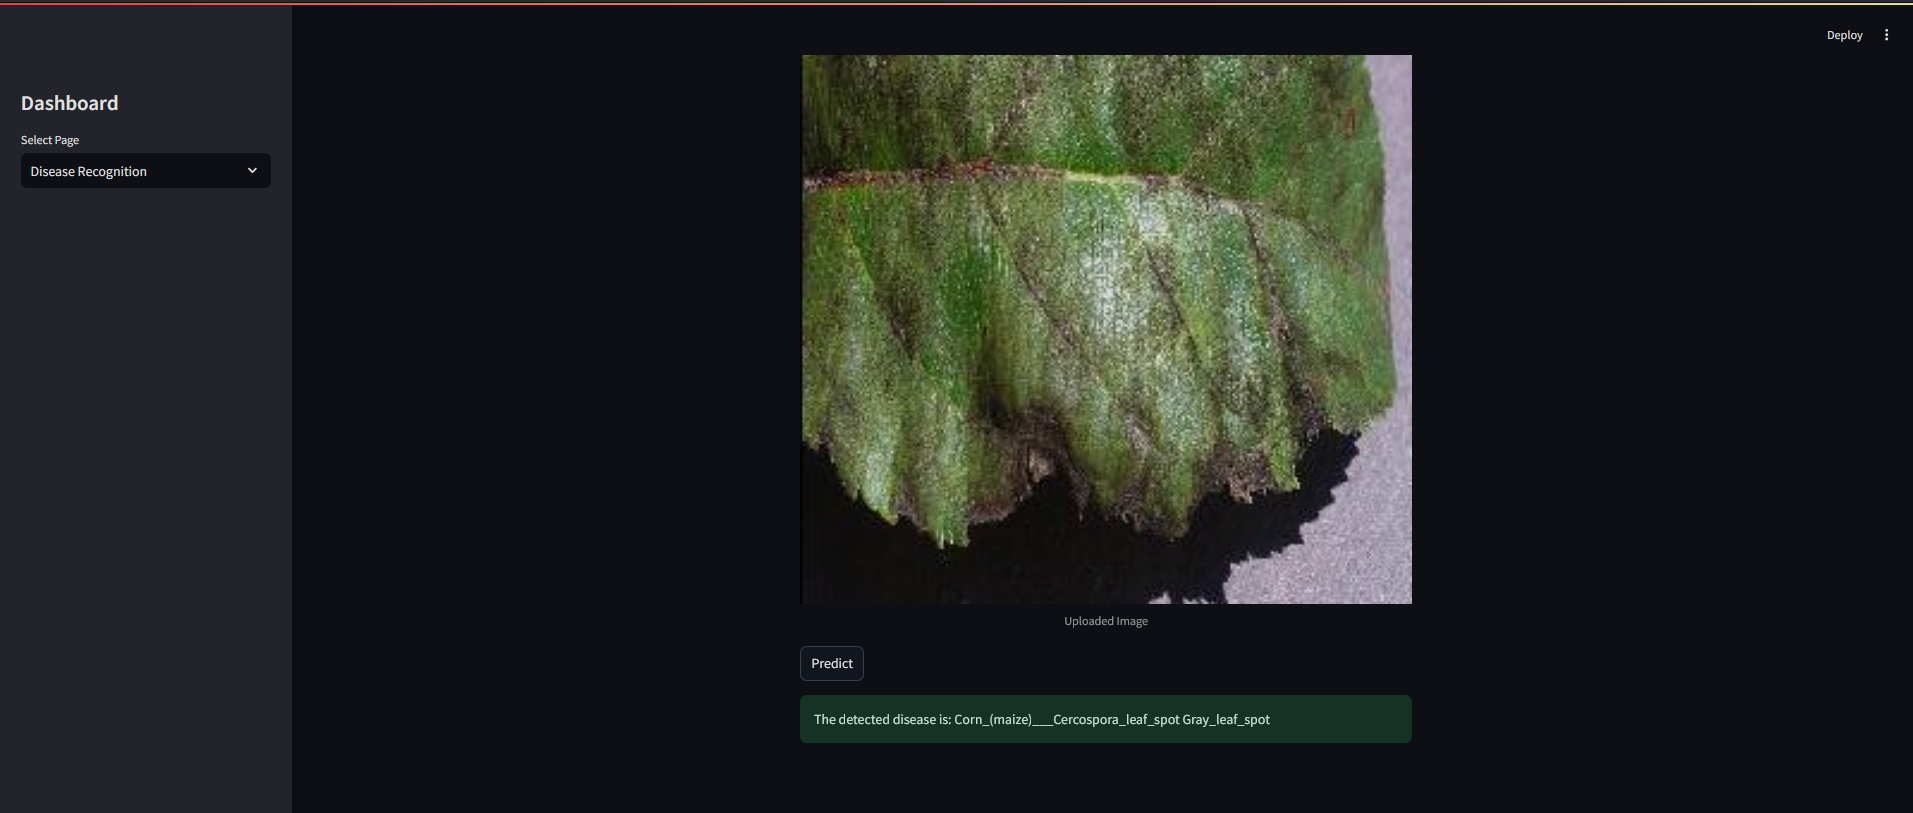 Deploy
Dashboard
Select Page
Disease Recognition
Uploaded Image
Predict
The detected disease is: Corn_(maize)___Cercospora_leaf_spot Gray_leaf_spot